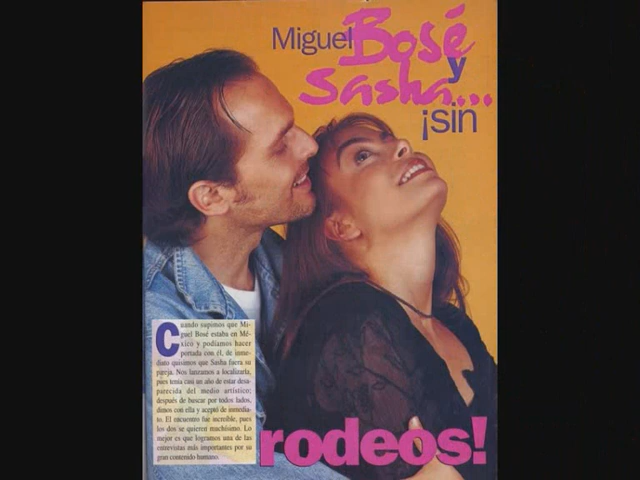 Miguel Bosé
y
Sasha...
¡sin
rodeos!
Cuando supimos que Mi-
guel Bosé estaba en Mé-
xico y podíamos hacer
portada con él, de inme-
diato quisimos que Sasha fuera su
pareja. Nos lanzamos a localizarla,
pues tenía casi un año de estar desa-
parecida del medio artístico;
después de buscar por todos lados,
dimos con ella y aceptó de inmedia-
to. El encuentro fue increíble, pues
los dos se quieren muchísimo. Lo
mejor es que logramos una de las
entrevistas más importantes por su
gran contenido humano.